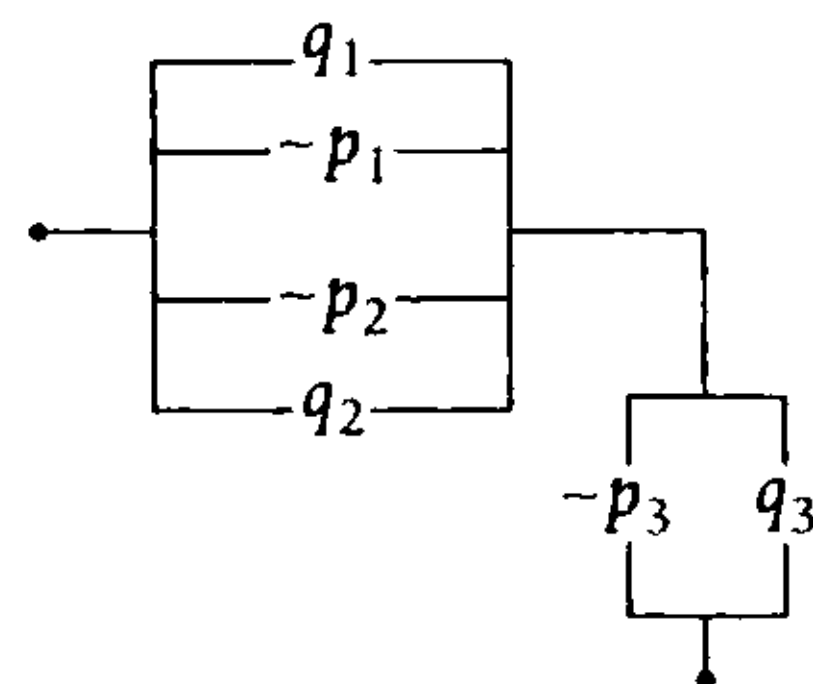 q₁
~p₁
~p₂
q₂
~p₃ q₃